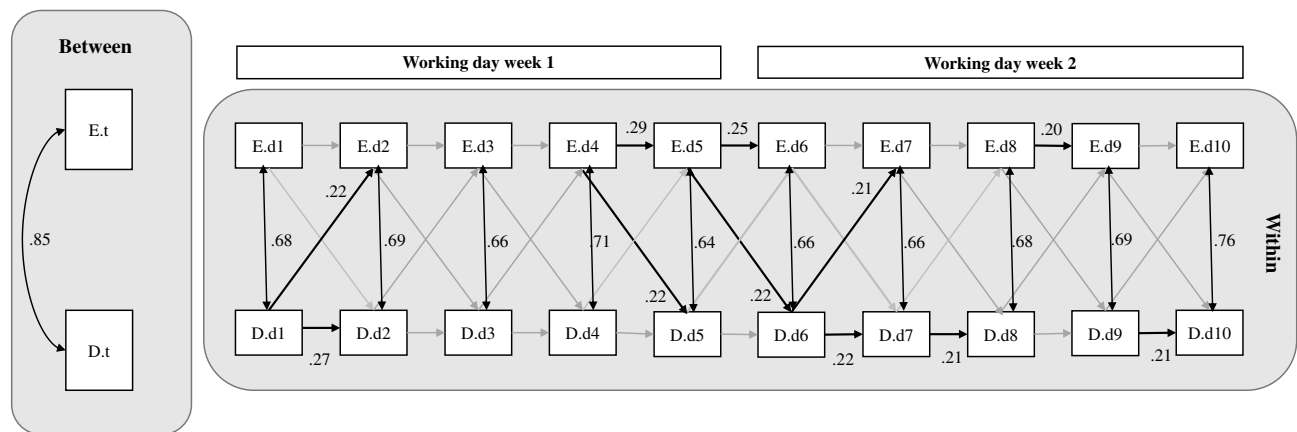 Between
Working day week 1
Working day week 2
E.t
D.t
.85
E.d1
E.d2
E.d3
E.d4
.29
E.d5
.25
E.d6
E.d7
E.d8
.20
E.d9
E.d10
.22
.21
.68
.69
.66
.71
.64
.66
.66
.68
.69
.76
Within
.22
.22
D.d1
D.d2
D.d3
D.d4
D.d5
D.d6
D.d7
D.d8
D.d9
D.d10
.27
.22
.21
.21